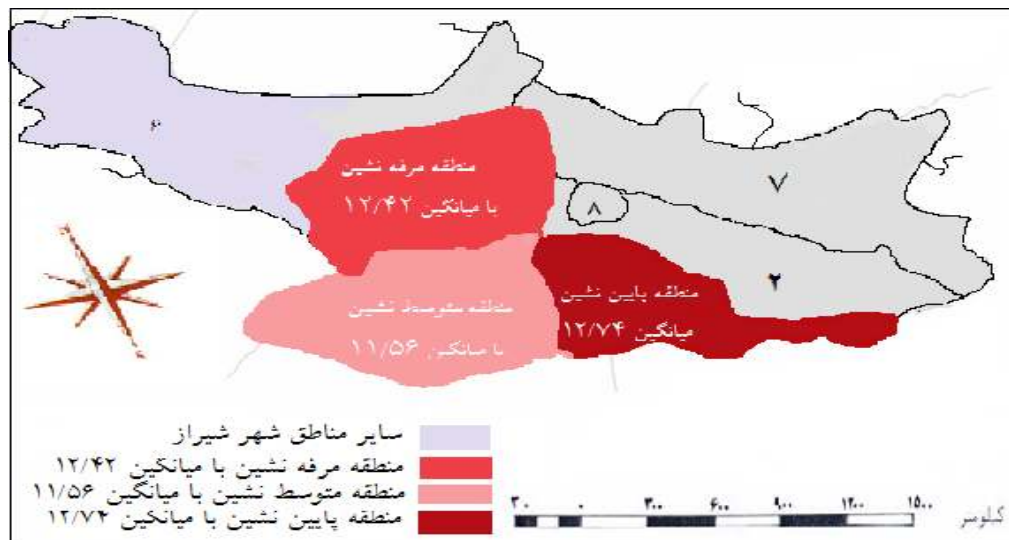 ۶
منطقه مرفه نشین
با میانگین ۱۲/۴۲
۷
۸
۲
منطقه پایین نشین
میانگین ۱۲/۷۴
منطقه متوسط نشین
با میانگین ۱۱/۵۶
سایر مناطق شهر شیراز
منطقه مرفه نشین با میانگین ۱۲/۴۲
منطقه متوسط نشین با میانگین ۱۱/۵۶
منطقه پایین نشین با میانگین ۱۲/۷۴
۳۰ ۰ ۳۰۰ ۶۰۰ ۹۰۰ ۱۲۰۰ ۱۵۰۰
کیلومتر